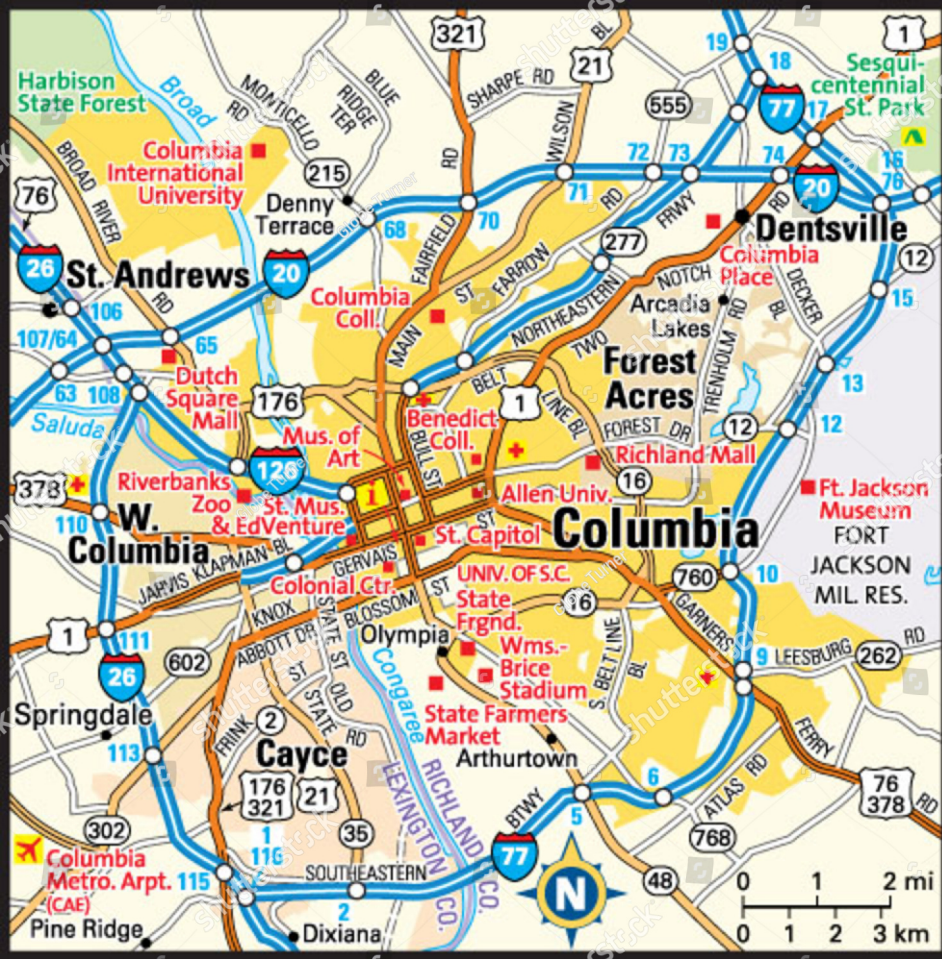 321
BL
21
19
18
1
Sesqui-
centennial
St. Park
Harbison
State Forest
Broad
MONTICELLO
RD
BLUE
RIDGE
TER
SHARPE RD
555
77
17
BROAD
RIVER
RD
Columbia
International
University
215
RD
WILSON
72
73
74
16
76
20
76
Denny
Terrace
68
70
71
RD
FRWY
RD
Dentsville
26
St. Andrews
20
FAIRFIELD
277
Columbia
Place
12
106
Columbia
Coll.
ST
FARROW
NOTCH
Arcadia
Lakes
DECKER
BL
15
107/64
65
MAIN
NORTHEASTERN
TWO
TRENHOLM RD
63
108
Dutch
Square
Mall
Forest
Acres
13
Saluda
176
BELT
LINE BL
1
Benedict
Coll.
FOREST DR
12
12
Mus. of
Art
BULL ST
Richland Mall
378
126
Riverbanks
Zoo
i
16
Ft. Jackson
Museum
St. Mus.
& EdVenture
Allen Univ.
110
W.
Columbia
ST
St. Capitol
Columbia
FORT
JACKSON
MIL. RES.
JARVIS KLAPMAN BL
GERVAIS
Colonial Ctr.
UNIV. OF S.C.
760
10
KNOX
ABBOTT DR
STATE ST
BLOSSOM
ST
State
Frgnd.
16
GARNERS
1
111
602
Olympia
Wms.-
Brice
Stadium
S. BELT LINE
BL
9
LEESBURG
262
RD
26
ST
OLD
STATE
RD
Congaree
Springdale
FRINK
2
State Farmers
Market
113
Cayce
Arthurtown
FERRY
176
321
21
LEXINGTON CO.
RICHLAND CO.
BTWY
6
5
ATLAS RD
76
378
RD
302
35
77
768
1
116
Columbia
Metro. Arpt.
(CAE)
115
SOUTHEASTERN
2
N
48
0 1 2 mi
0 1 2 3 km
Pine Ridge
Dixiana